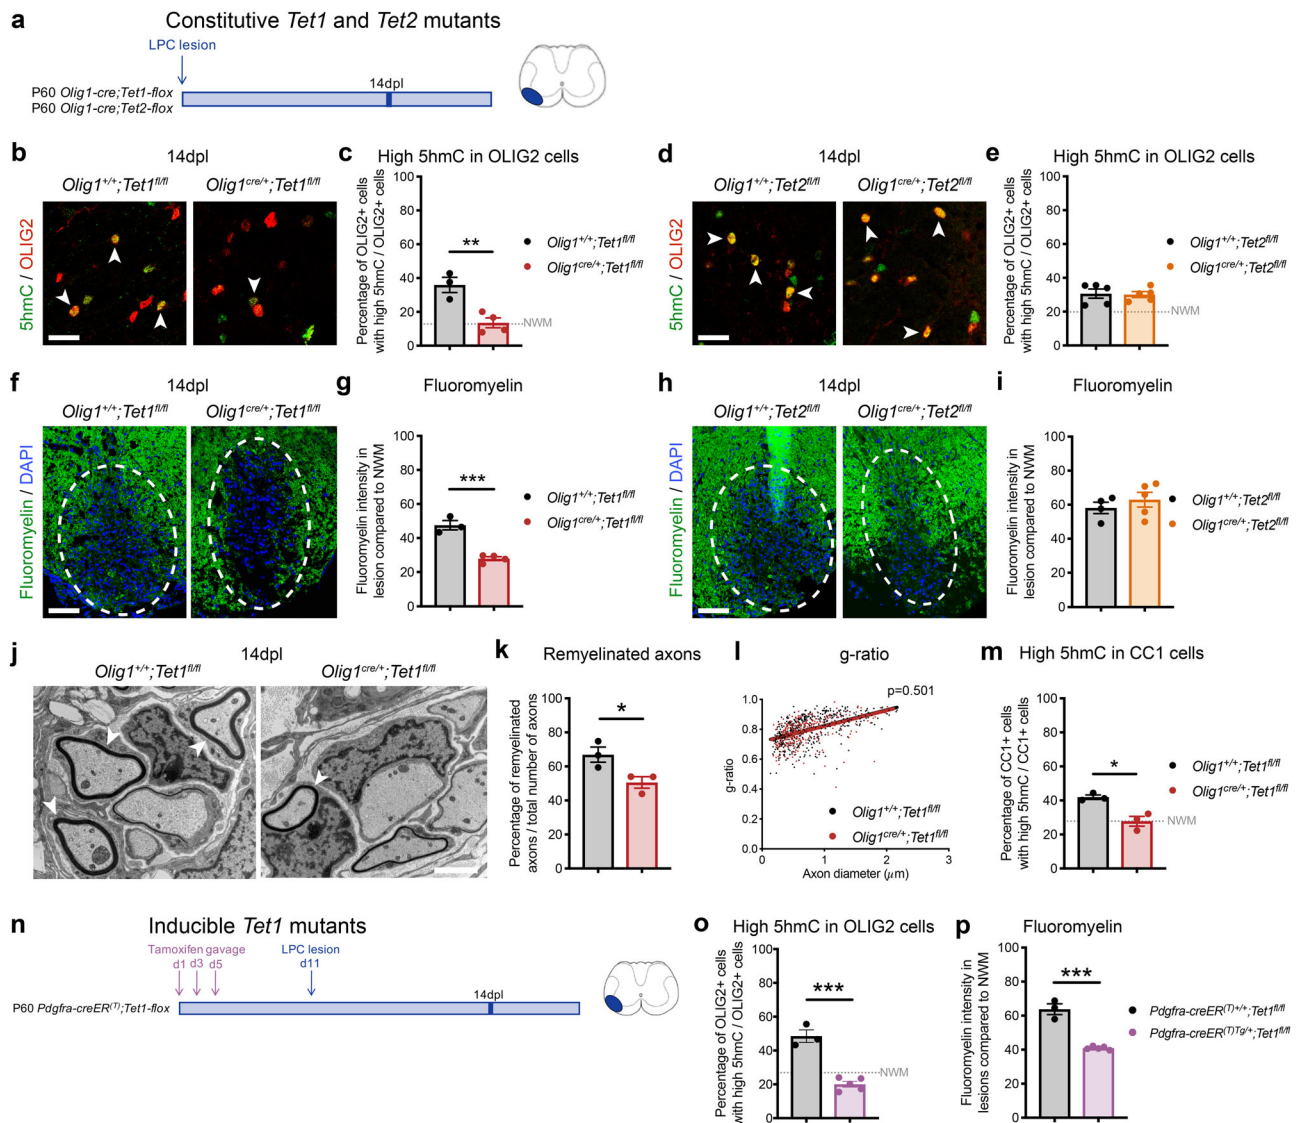 a
Constitutive Tet1 and Tet2 mutants
LPC lesion
14dpl
P60 Olig1-cre;Tet1-flox
P60 Olig1-cre;Tet2-flox
b
14dpl
Olig1+/+;Tet1fl/fl
Olig1cre/+;Tet1fl/fl
5hmC / OLIG2
c
High 5hmC in OLIG2 cells
Percentage of OLIG2+ cells
with high 5hmC / OLIG2+ cells
100
80
60
40
20
0
**
NWM
Olig1+/+;Tet1fl/fl
Olig1cre/+;Tet1fl/fl
d
14dpl
Olig1+/+;Tet2fl/fl
Olig1cre/+;Tet2fl/fl
5hmC / OLIG2
e
High 5hmC in OLIG2 cells
Percentage of OLIG2+ cells
with high 5hmC / OLIG2+ cells
100
80
60
40
20
0
NWM
Olig1+/+;Tet2fl/fl
Olig1cre/+;Tet2fl/fl
f
14dpl
Olig1+/+;Tet1fl/fl
Olig1cre/+;Tet1fl/fl
Fluoromyelin / DAPI
g
Fluoromyelin
Fluoromyelin intensity in
lesion compared to NWM
100
80
60
40
20
0
***
Olig1+/+;Tet1fl/fl
Olig1cre/+;Tet1fl/fl
h
14dpl
Olig1+/+;Tet2fl/fl
Olig1cre/+;Tet2fl/fl
Fluoromyelin / DAPI
i
Fluoromyelin
Fluoromyelin intensity in
lesion compared to NWM
100
80
60
40
20
0
Olig1+/+;Tet2fl/fl
Olig1cre/+;Tet2fl/fl
j
14dpl
Olig1+/+;Tet1fl/fl
Olig1cre/+;Tet1fl/fl
k
Remyelinated axons
Percentage of remyelinated
axons / total number of axons
100
80
60
40
20
0
*
l
g-ratio
p=0.501
g-ratio
1.0
0.8
0.6
0.4
0.2
0.0
Olig1+/+;Tet1fl/fl
Olig1cre/+;Tet1fl/fl
0 1 2 3
Axon diameter (μm)
m
High 5hmC in CC1 cells
Percentage of CC1+ cells
with high 5hmC / CC1+ cells
100
80
60
40
20
0
*
NWM
Olig1+/+;Tet1fl/fl
Olig1cre/+;Tet1fl/fl
n
Inducible Tet1 mutants
Tamoxifen gavage
d1 d3 d5
LPC lesion
d11
14dpl
P60 Pdgfra-creER(T);Tet1-flox
o
High 5hmC in OLIG2 cells
Percentage of OLIG2+ cells
with high 5hmC / OLIG2+ cells
100
80
60
40
20
0
***
NWM
p
Fluoromyelin
Fluoromyelin intensity in
lesions compared to NWM
100
80
60
40
20
0
***
Pdgfra-creER(T)+/+;Tet1fl/fl
Pdgfra-creER(T)Tg/+;Tet1fl/fl